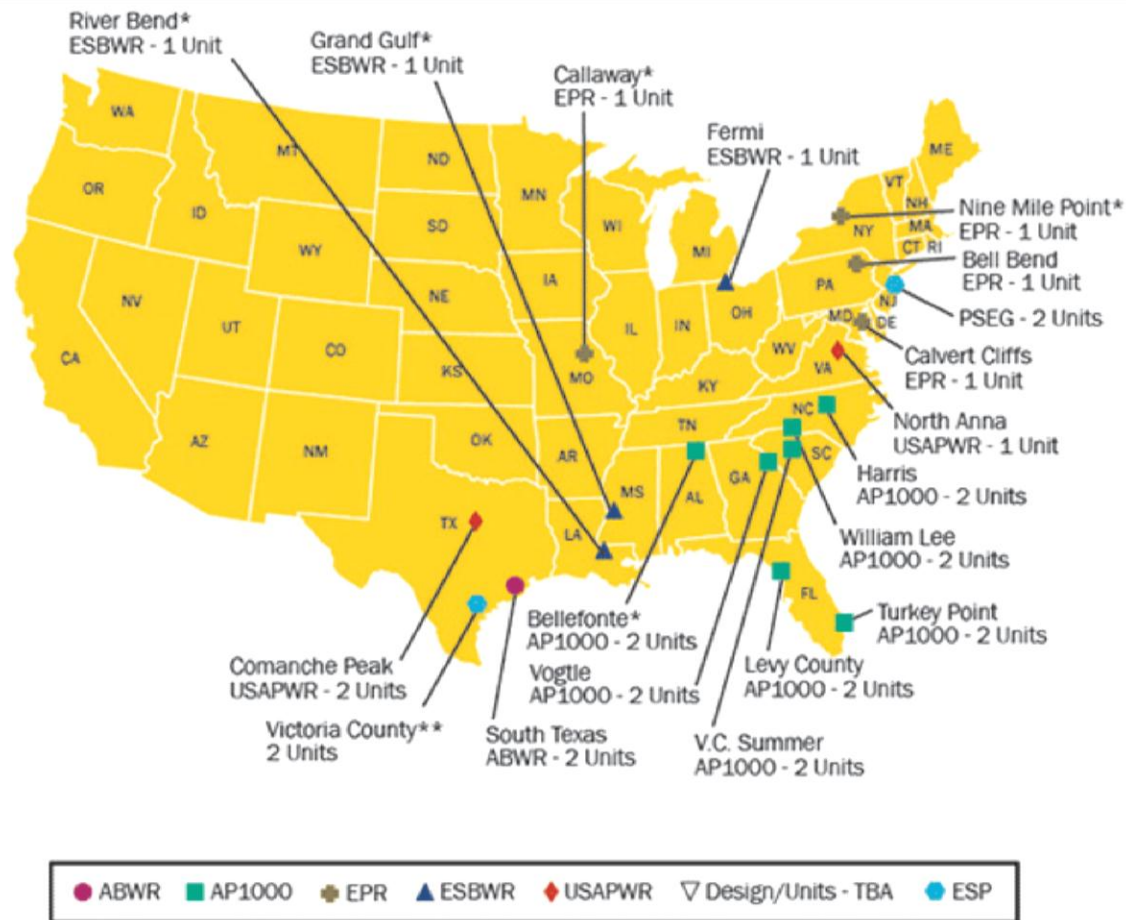 River Bend*
ESBWR - 1 Unit
Grand Gulf*
ESBWR - 1 Unit
Callaway*
EPR - 1 Unit
Fermi
ESBWR - 1 Unit
Nine Mile Point*
EPR - 1 Unit
Bell Bend
EPR - 1 Unit
PSEG - 2 Units
Calvert Cliffs
EPR - 1 Unit
North Anna
USAPWR - 1 Unit
Harris
AP1000 - 2 Units
William Lee
AP1000 - 2 Units
Turkey Point
AP1000 - 2 Units
Levy County
AP1000 - 2 Units
V.C. Summer
AP1000 - 2 Units
Vogtle
AP1000 - 2 Units
Bellefonte*
AP1000 - 2 Units
South Texas
ABWR - 2 Units
Victoria County**
2 Units
Comanche Peak
USAPWR - 2 Units
WA
MT
ND
MN
ME
OR
ID
SD
WI
VT
NH
WY
MI
NY
MA
CT RI
NV
NE
IA
PA
NJ
UT
CO
IL
IN
OH
MD
DE
CA
KS
MO
WV
VA
KY
AZ
NM
OK
AR
TN
NC
SC
TX
LA
MS
AL
GA
FL
ABWR AP1000 EPR ESBWR USAPWR Design/Units - TBA ESP